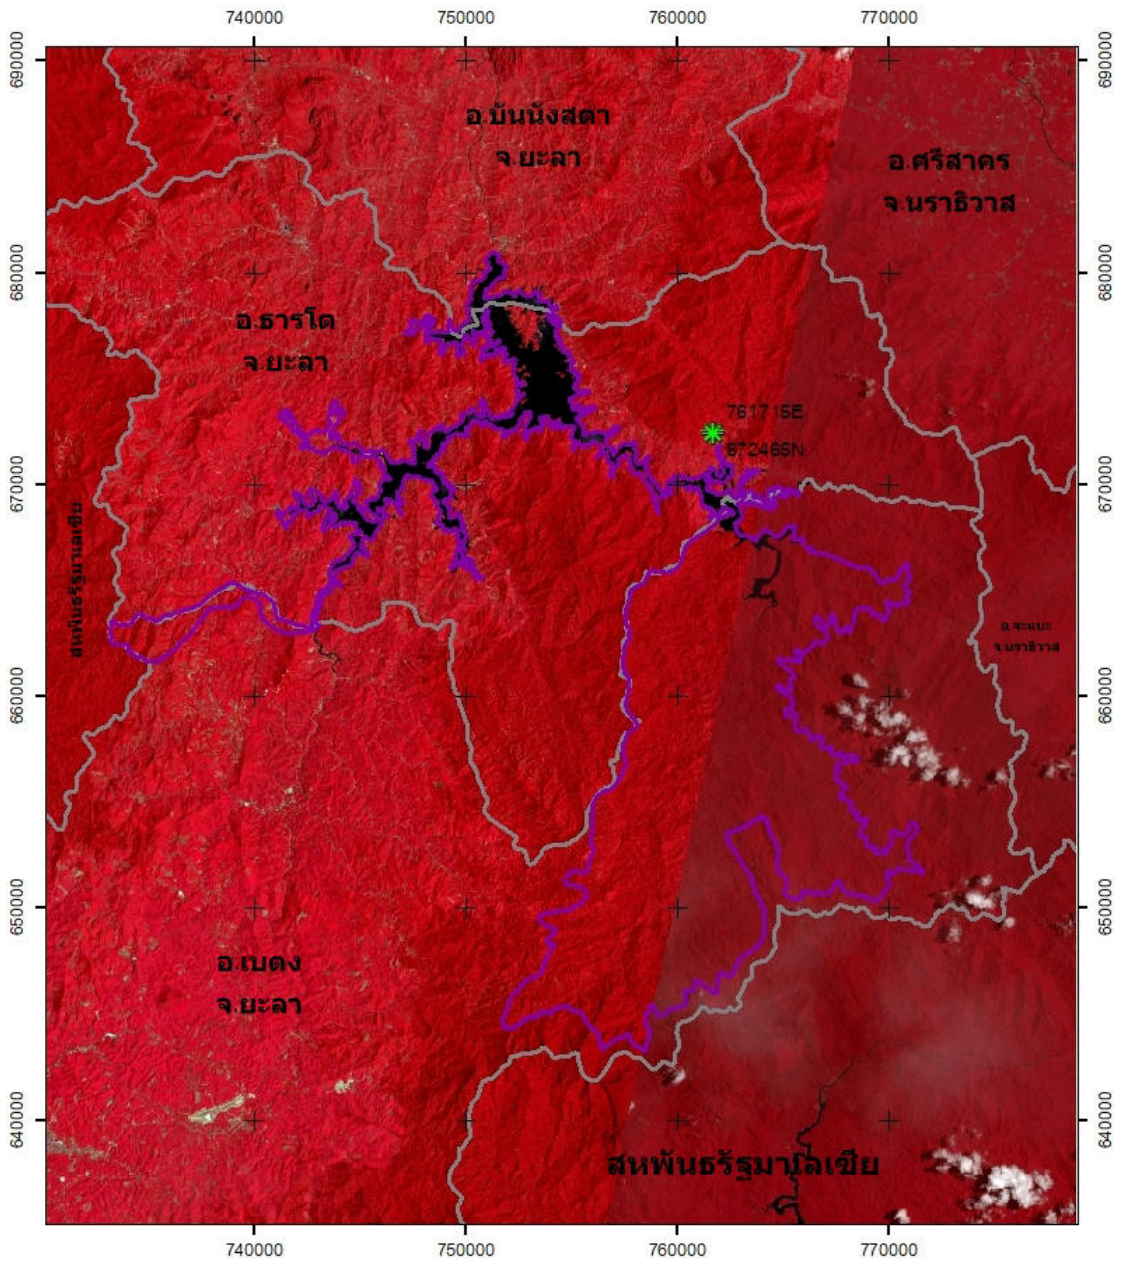 740000 750000 760000 770000
690000 690000
อ.บันนังสตา
จ.ยะลา
อ.ศรีสาคร
จ.นราธิวาส
680000 680000
อ.ธารโต
จ.ยะลา
761715E
672465N
670000 670000
สหพันธรัฐมาเลเซีย
อ.จะแนะ
จ.นราธิวาส
660000 660000
650000 650000
อ.เบตง
จ.ยะลา
640000 640000
สหพันธรัฐมาเลเซีย
740000 750000 760000 770000